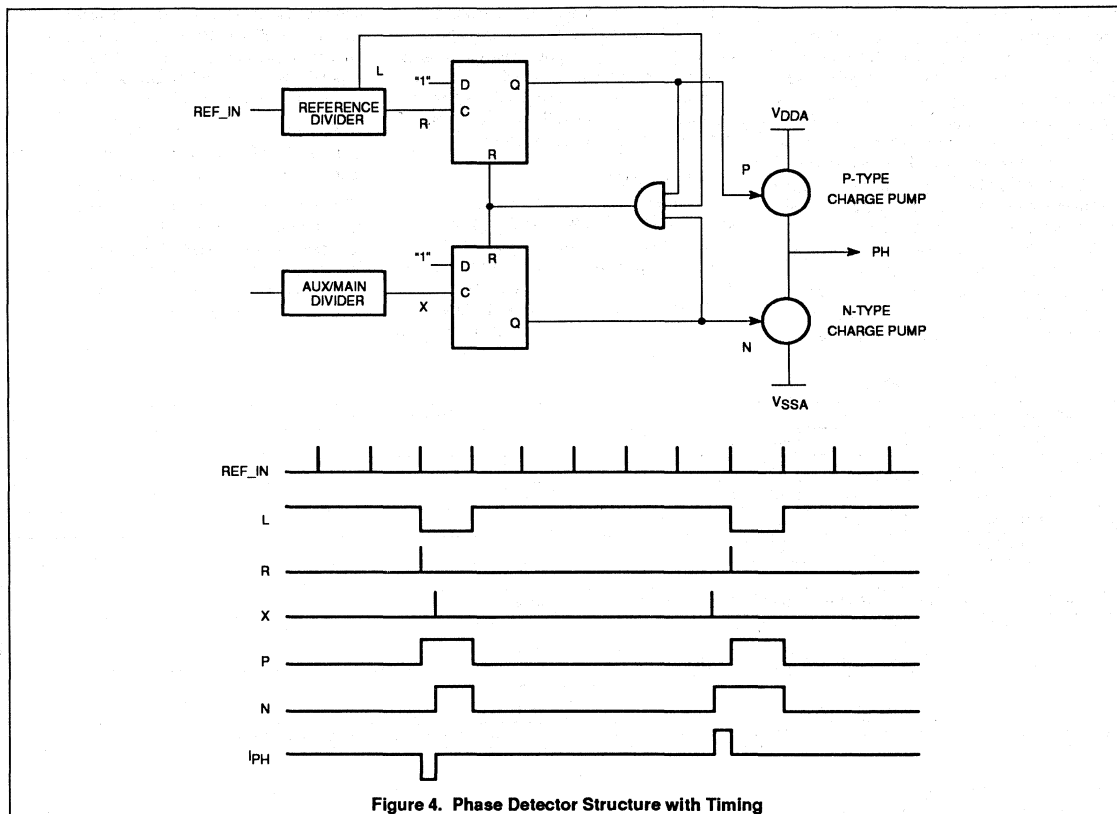 L
"1"
D
Q
REF_IN
REFERENCE
DIVIDER
R
C
R
VDDA
P
P-TYPE
CHARGE PUMP
PH
"1"
D
R
AUX/MAIN
DIVIDER
X
C
Q
N
N-TYPE
CHARGE PUMP
VSSA
REF_IN
L
R
X
P
N
IPH
Figure 4. Phase Detector Structure with Timing